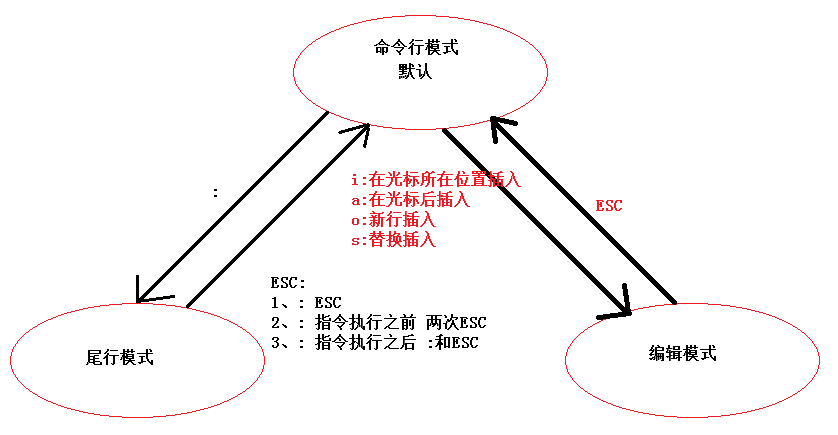 命令行模式
默认
:
i:在光标所在位置插入
a:在光标后插入
o:新行插入
s:替换插入
ESC
ESC:
1、: ESC
2、: 指令执行之前 两次ESC
3、: 指令执行之后 :和ESC
尾行模式
编辑模式